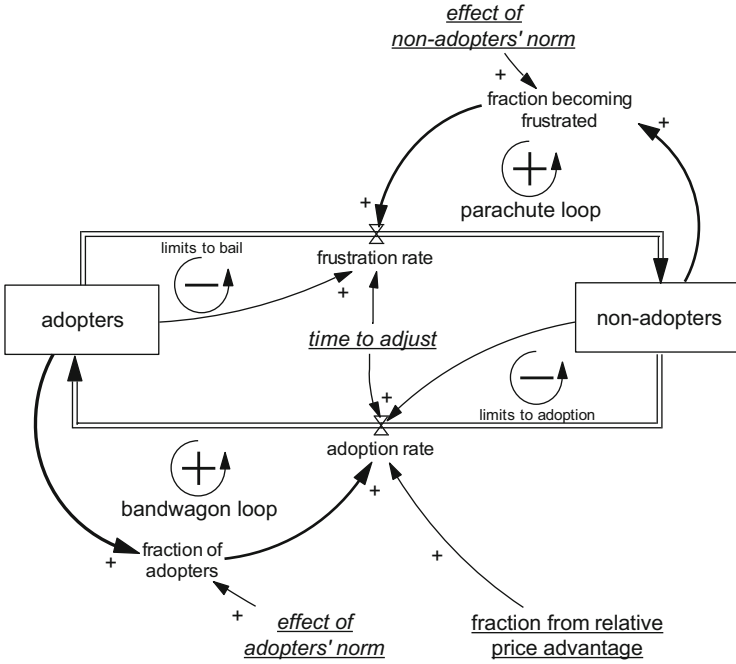 effect of
non-adopters' norm
+
fraction becoming
frustrated
+
+
parachute loop
+
limits to bail
frustration rate
+
adopters
non-adopters
time to adjust
+
limits to adoption
adoption rate
+
bandwagon loop
+
+
fraction of
adopters
+
+
effect of
adopters' norm
fraction from relative
price advantage